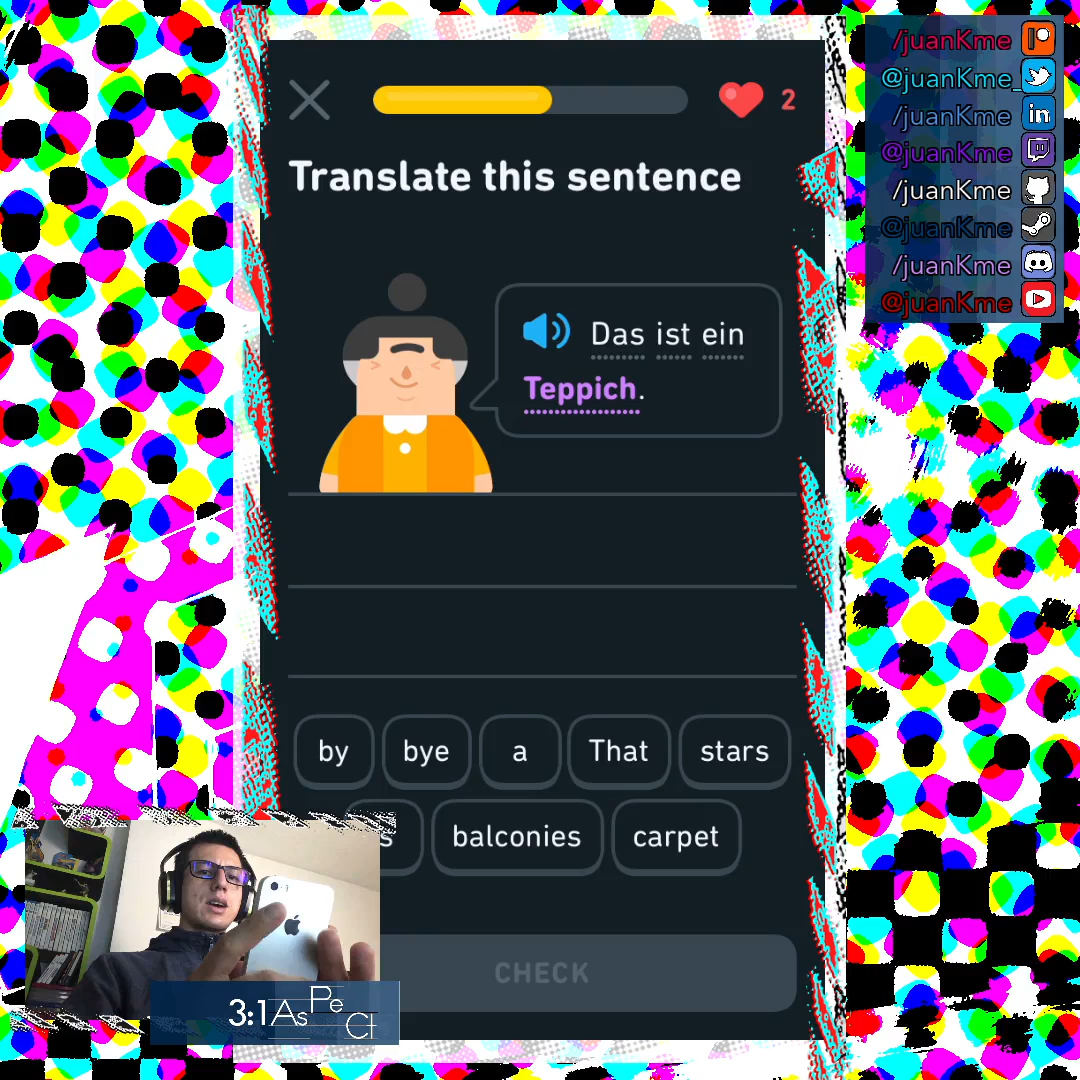 /juanKme
@juanKme_
/juanKme
@juanKme
/juanKme
@juanKme
/juanKme
@juanKme
2
Translate this sentence
Das ist ein
Teppich.
by bye a That stars
s balconies carpet
CHECK
3:1AsPeCt